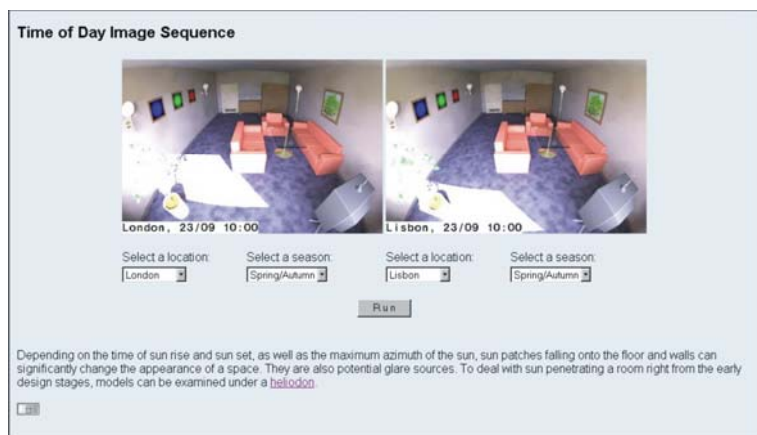 Time of Day Image Sequence
London, 23/09 10:00
Lisbon, 23/09 10:00
Select a location: Select a season: Select a location: Select a season:
London Spring/Autumn Lisbon Spring/Autumn
Run
Depending on the time of sun rise and sun set, as well as the maximum azimuth of the sun, sun patches falling onto the floor and walls can
significantly change the appearance of a space. They are also potential glare sources. To deal with sun penetrating a room right from the early
design stages, models can be examined under a heliodon.